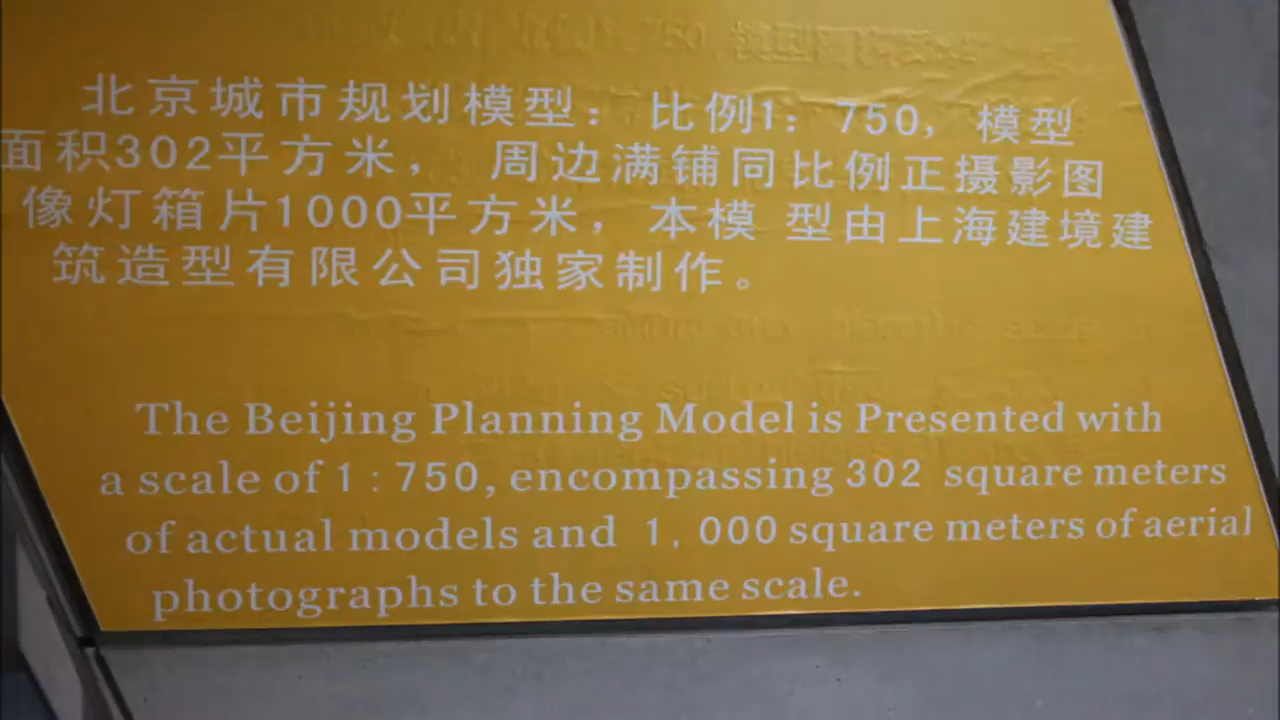 北京城市规划模型：比例1：750，模型
面积302平方米，周边满铺同比例正摄影图
像灯箱片1000平方米，本模 型由上海建境建
筑造型有限公司独家制作。
The Beijing Planning Model is Presented with
a scale of 1:750, encompassing 302 square meters
of actual models and 1,000 square meters of aerial
photographs to the same scale.